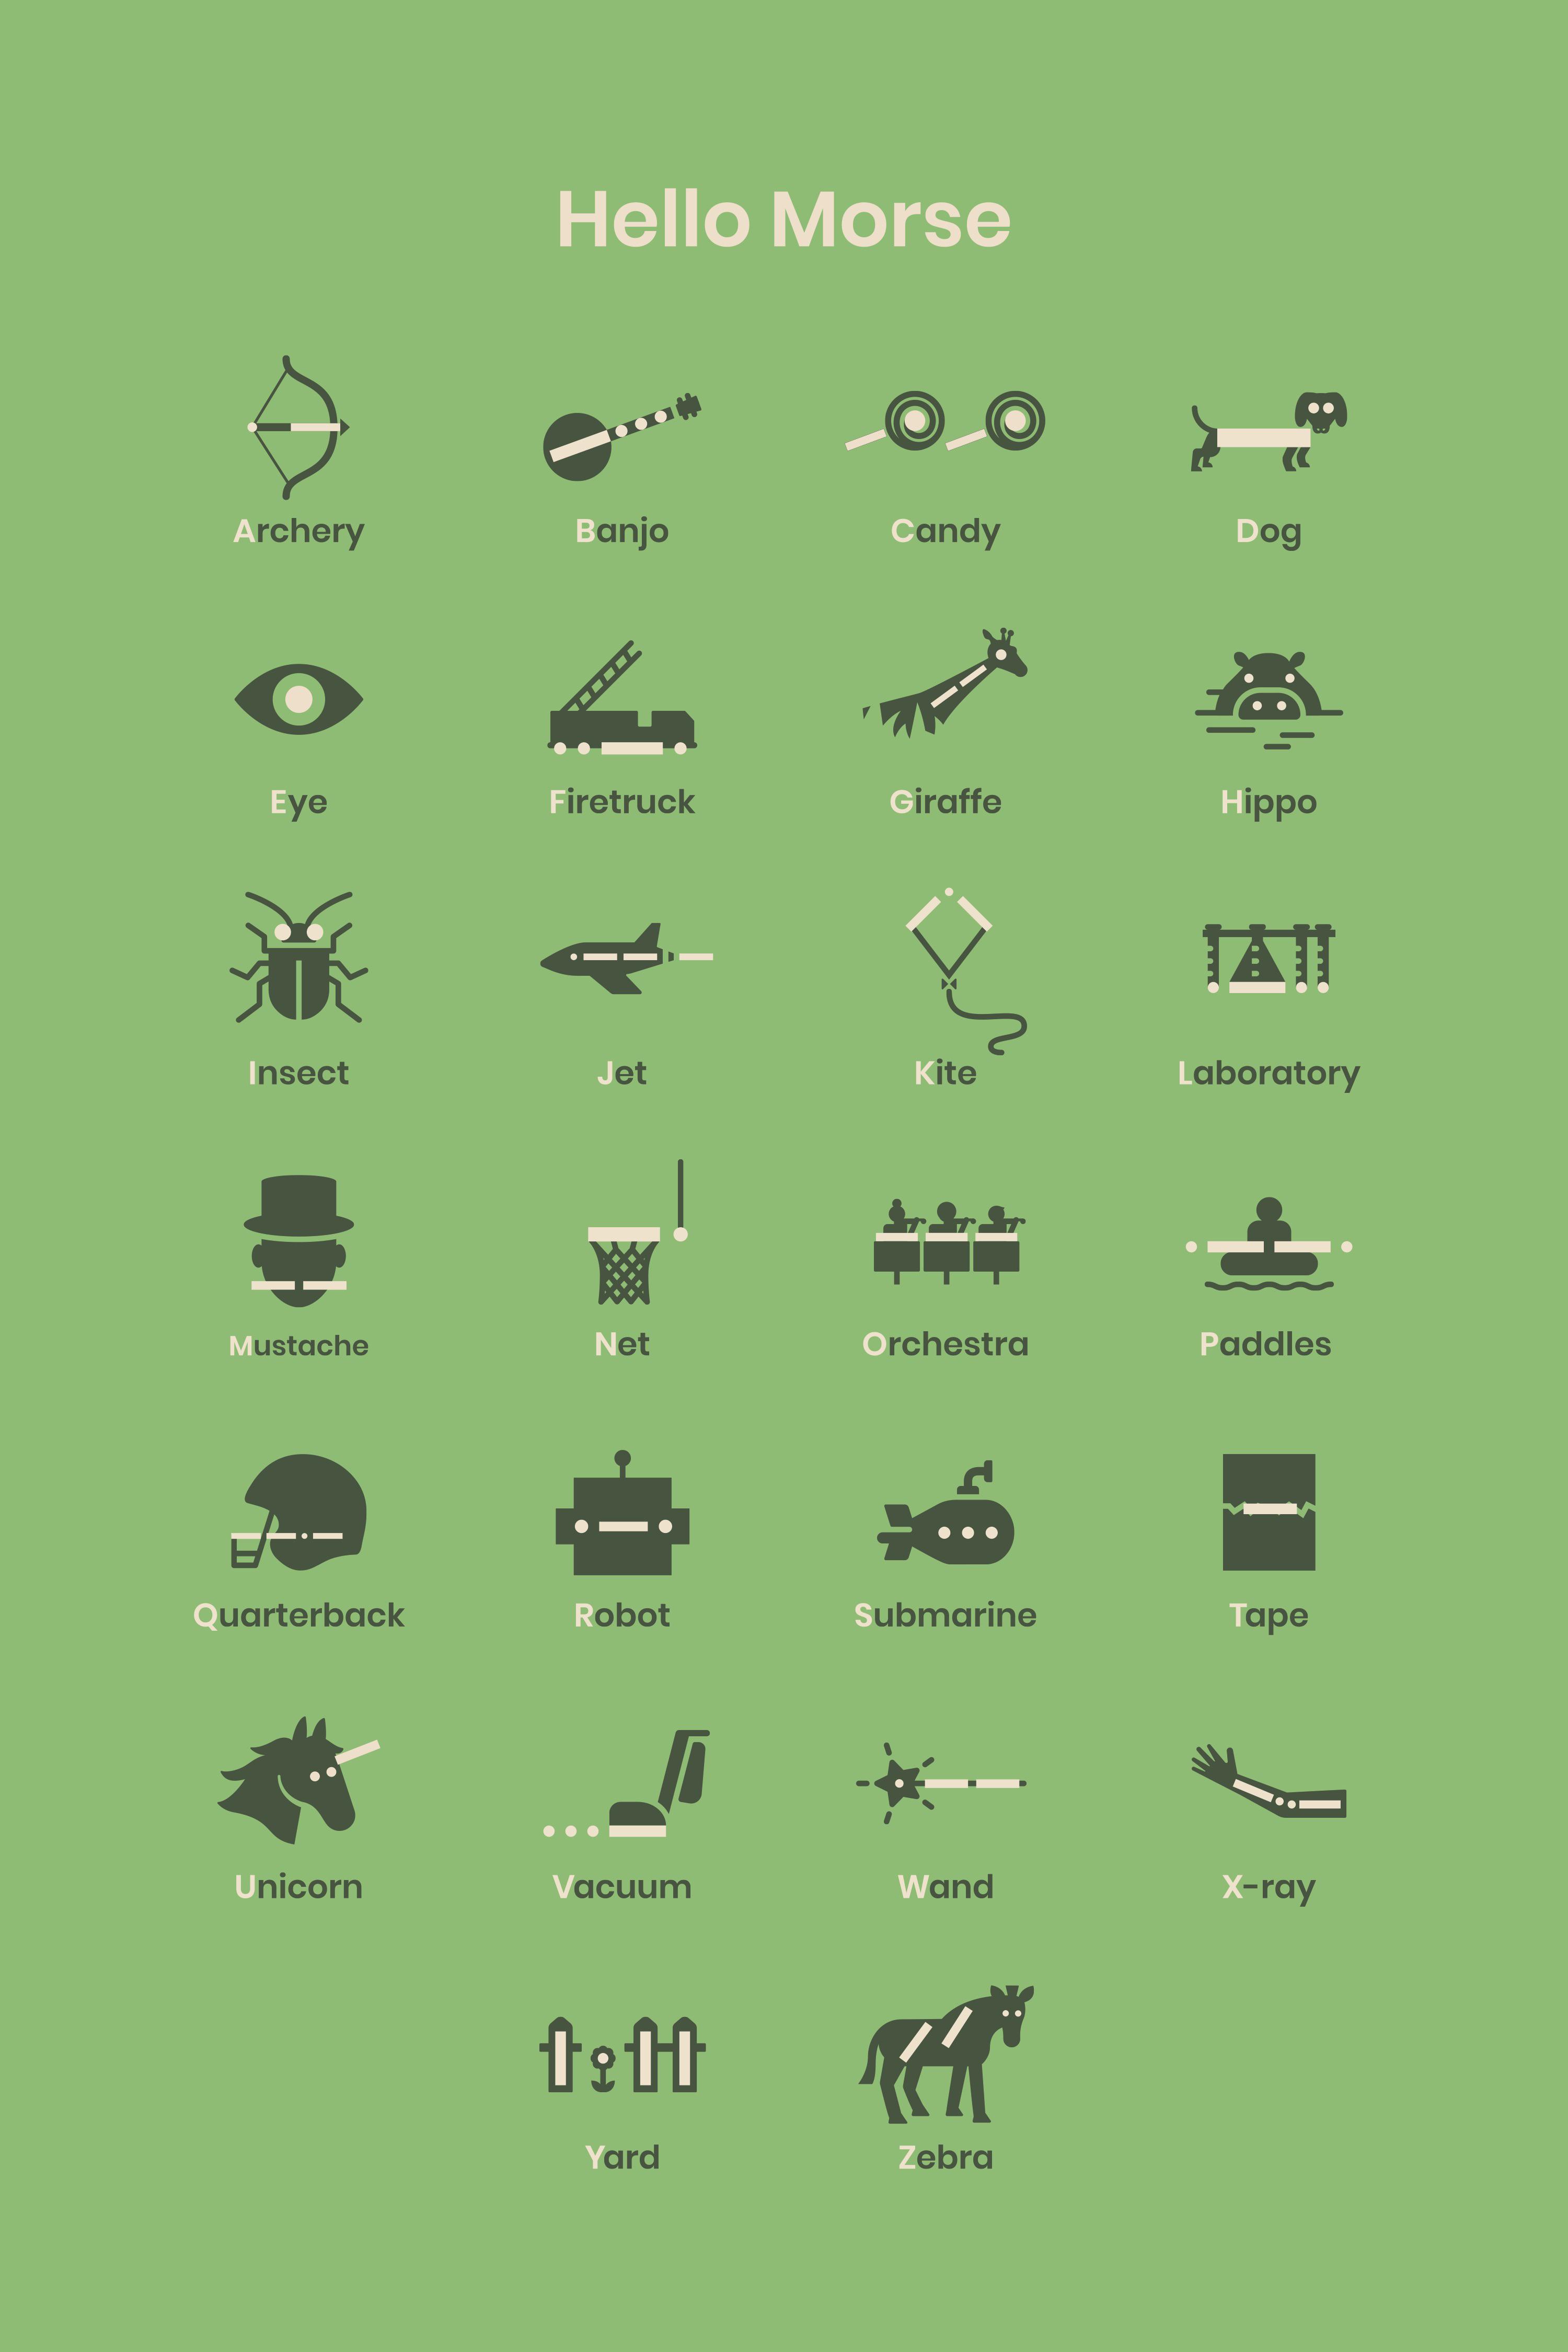 Hello Morse
Archery Banjo Candy Dog
Eye Firetruck Giraffe Hippo
Insect Jet Kite Laboratory
Mustache Net Orchestra Paddles
Quarterback Robot Submarine Tape
Unicorn Vacuum Wand X-ray
Yard Zebra